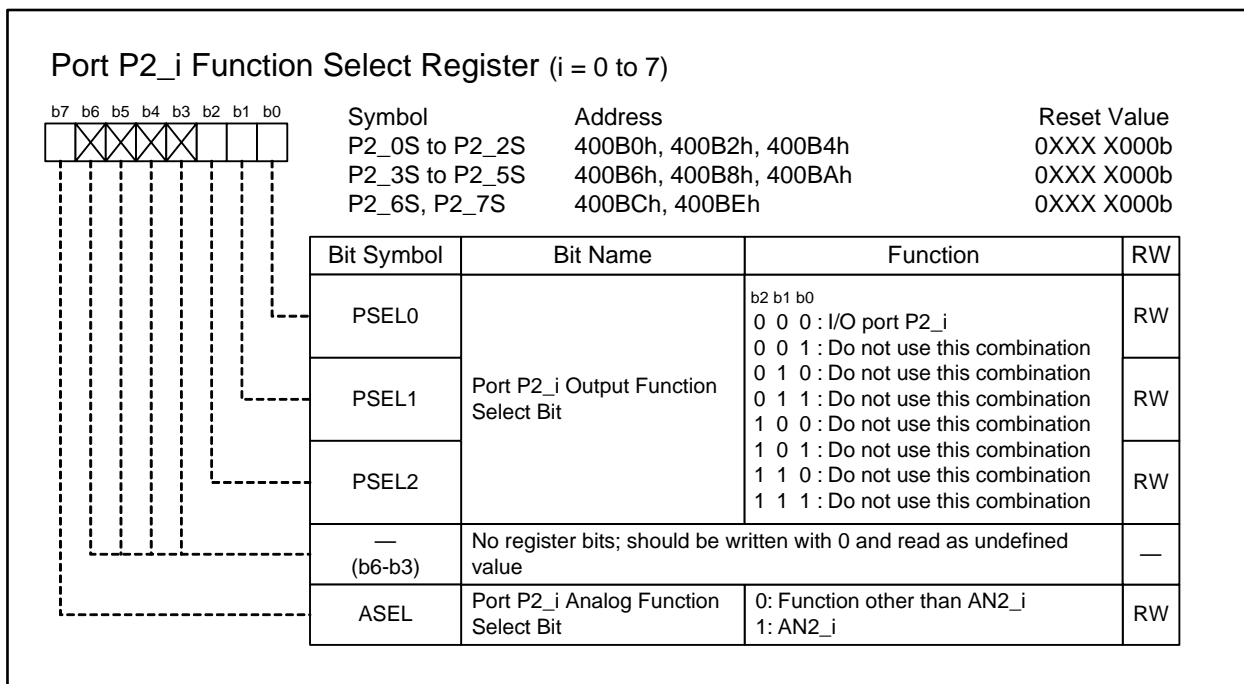 Port P2_i Function Select Register (i = 0 to 7)
b7 b6 b5 b4 b3 b2 b1 b0
Symbol Address Reset Value
P2_0S to P2_2S 400B0h, 400B2h, 400B4h 0XXX X000b
P2_3S to P2_5S 400B6h, 400B8h, 400BAh 0XXX X000b
P2_6S, P2_7S 400BCh, 400BEh 0XXX X000b
Bit Symbol Bit Name Function RW
PSEL0
PSEL1
PSEL2
Port P2_i Output Function
Select Bit
b2 b1 b0
0 0 0 : I/O port P2_i
0 0 1 : Do not use this combination
0 1 0 : Do not use this combination
0 1 1 : Do not use this combination
1 0 0 : Do not use this combination
1 0 1 : Do not use this combination
1 1 0 : Do not use this combination
1 1 1 : Do not use this combination
RW
RW
RW
—
(b6-b3)
No register bits; should be written with 0 and read as undefined
value
—
ASEL
Port P2_i Analog Function
Select Bit
0: Function other than AN2_i
1: AN2_i
RW